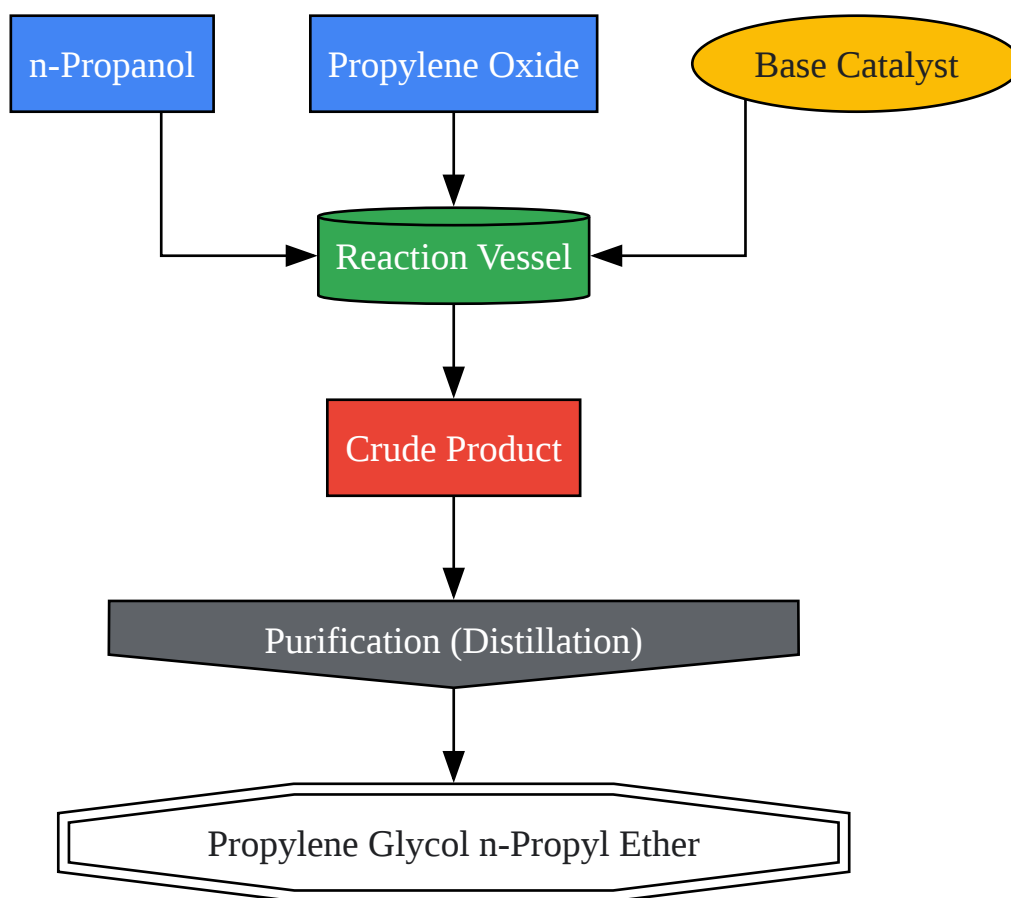 n-Propanol
Propylene Oxide
Base Catalyst
Reaction Vessel
Crude Product
Purification (Distillation)
Propylene Glycol n-Propyl Ether